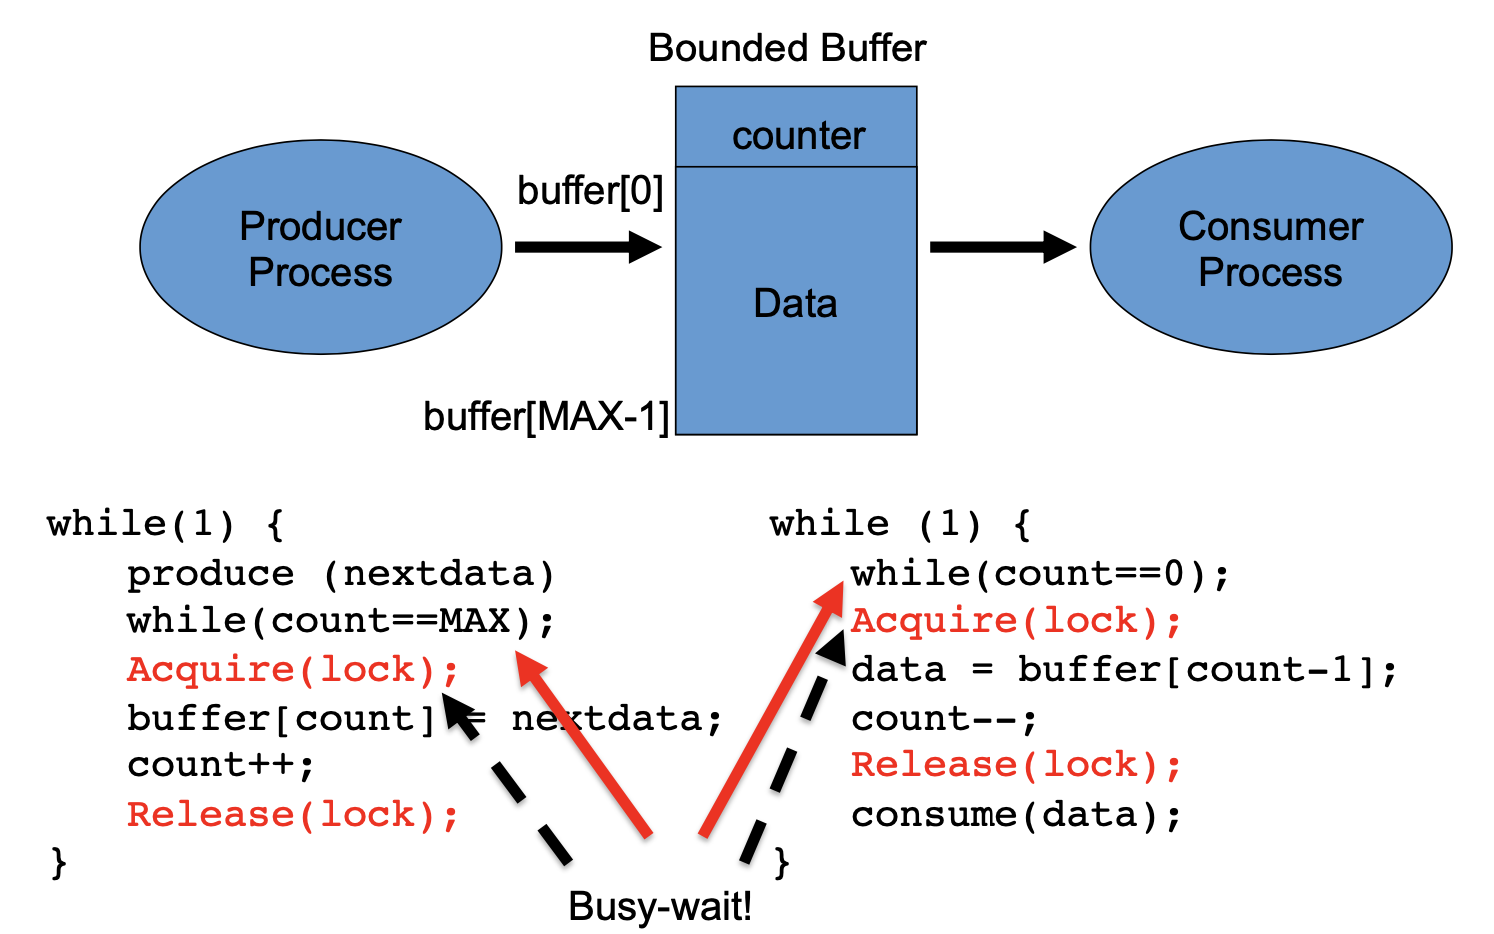 Bounded Buffer
counter
buffer[0]
Producer
Process
Data
Consumer
Process
buffer[MAX-1]
while(1) {
produce (nextdata)
while(count==MAX);
Acquire(lock);
buffer[count] = nextdata;
count++;
Release(lock);
}
while (1) {
while(count==0);
Acquire(lock);
data = buffer[count-1];
count--;
Release(lock);
consume(data);
}
Busy-wait!